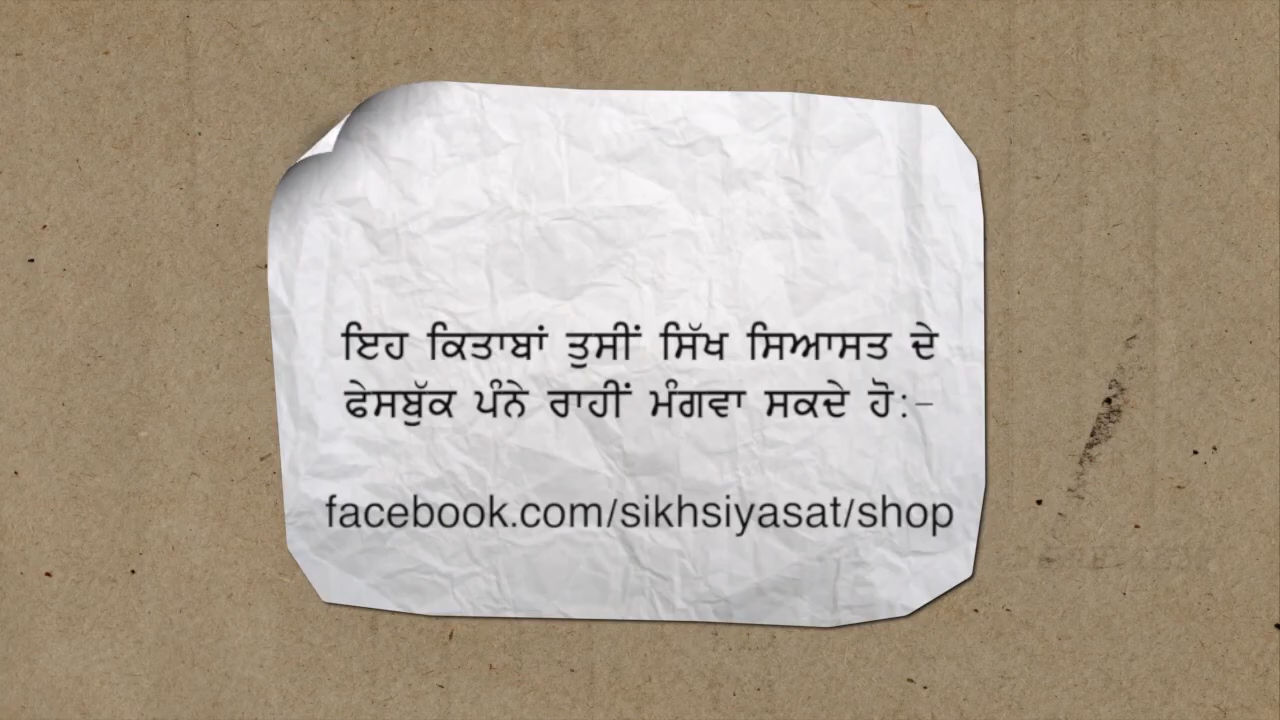 ਇਹ ਕਿਤਾਬਾਂ ਤੁਸੀਂ ਸਿੱਖ ਸਿਆਸਤ ਦੇ
ਫੇਸਬੁੱਕ ਪੰਨੇ ਰਾਹੀਂ ਮੰਗਵਾ ਸਕਦੇ ਹੋ:-
facebook.com/sikhsiyasat/shop